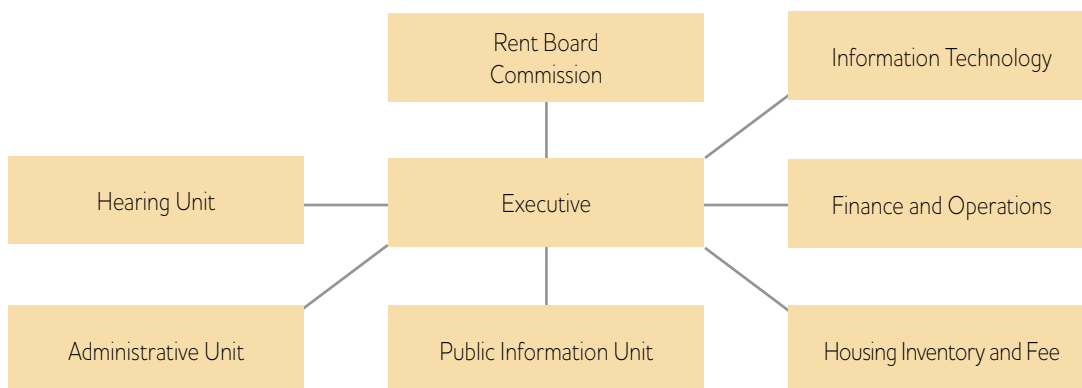 Rent Board
Commission
Information Technology
Hearing Unit
Executive
Finance and Operations
Administrative Unit
Public Information Unit
Housing Inventory and Fee